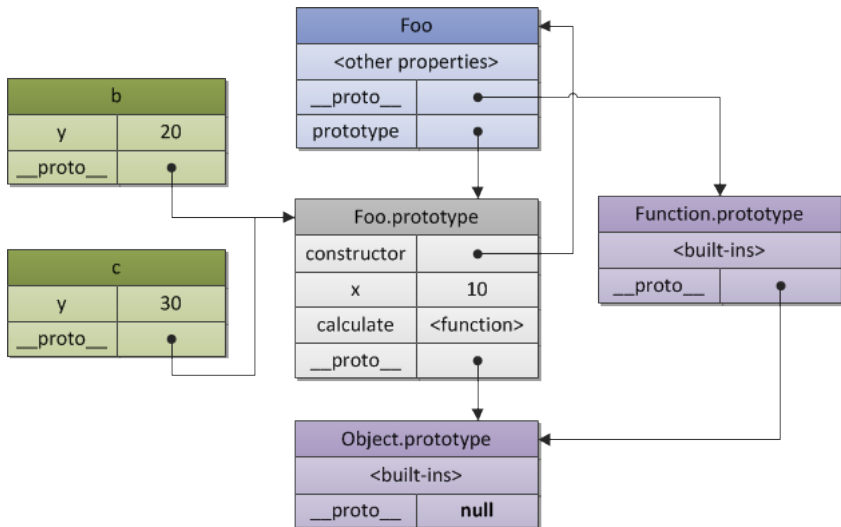 Foo
<other properties>
__proto__
prototype
b
y 20
__proto__
c
y 30
__proto__
Foo.prototype
constructor
x 10
calculate <function>
__proto__
Function.prototype
<built-ins>
__proto__
Object.prototype
<built-ins>
__proto__ null